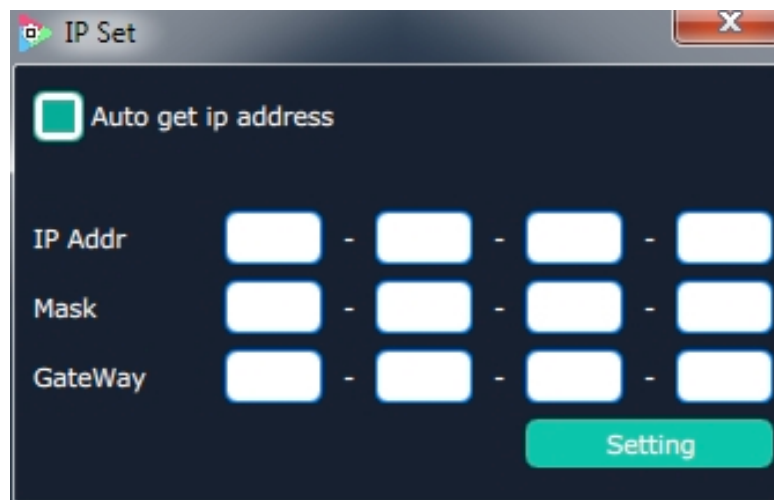 IP Set
Auto get ip address
IP Addr - - -
Mask - - -
GateWay - - -
Setting